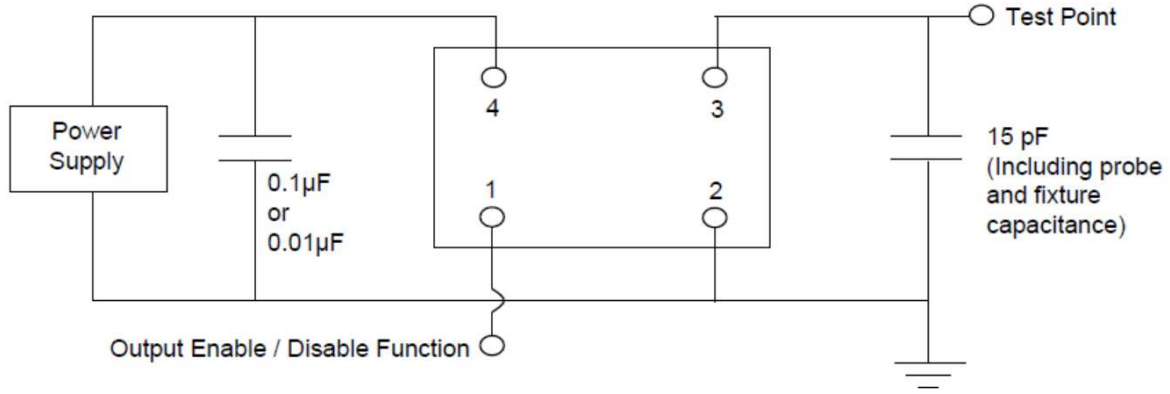 Test Point
4
3
Power
Supply
15 pF
(Including probe
and fixture
capacitance)
0.1µF
or
0.01µF
1
2
Output Enable / Disable Function